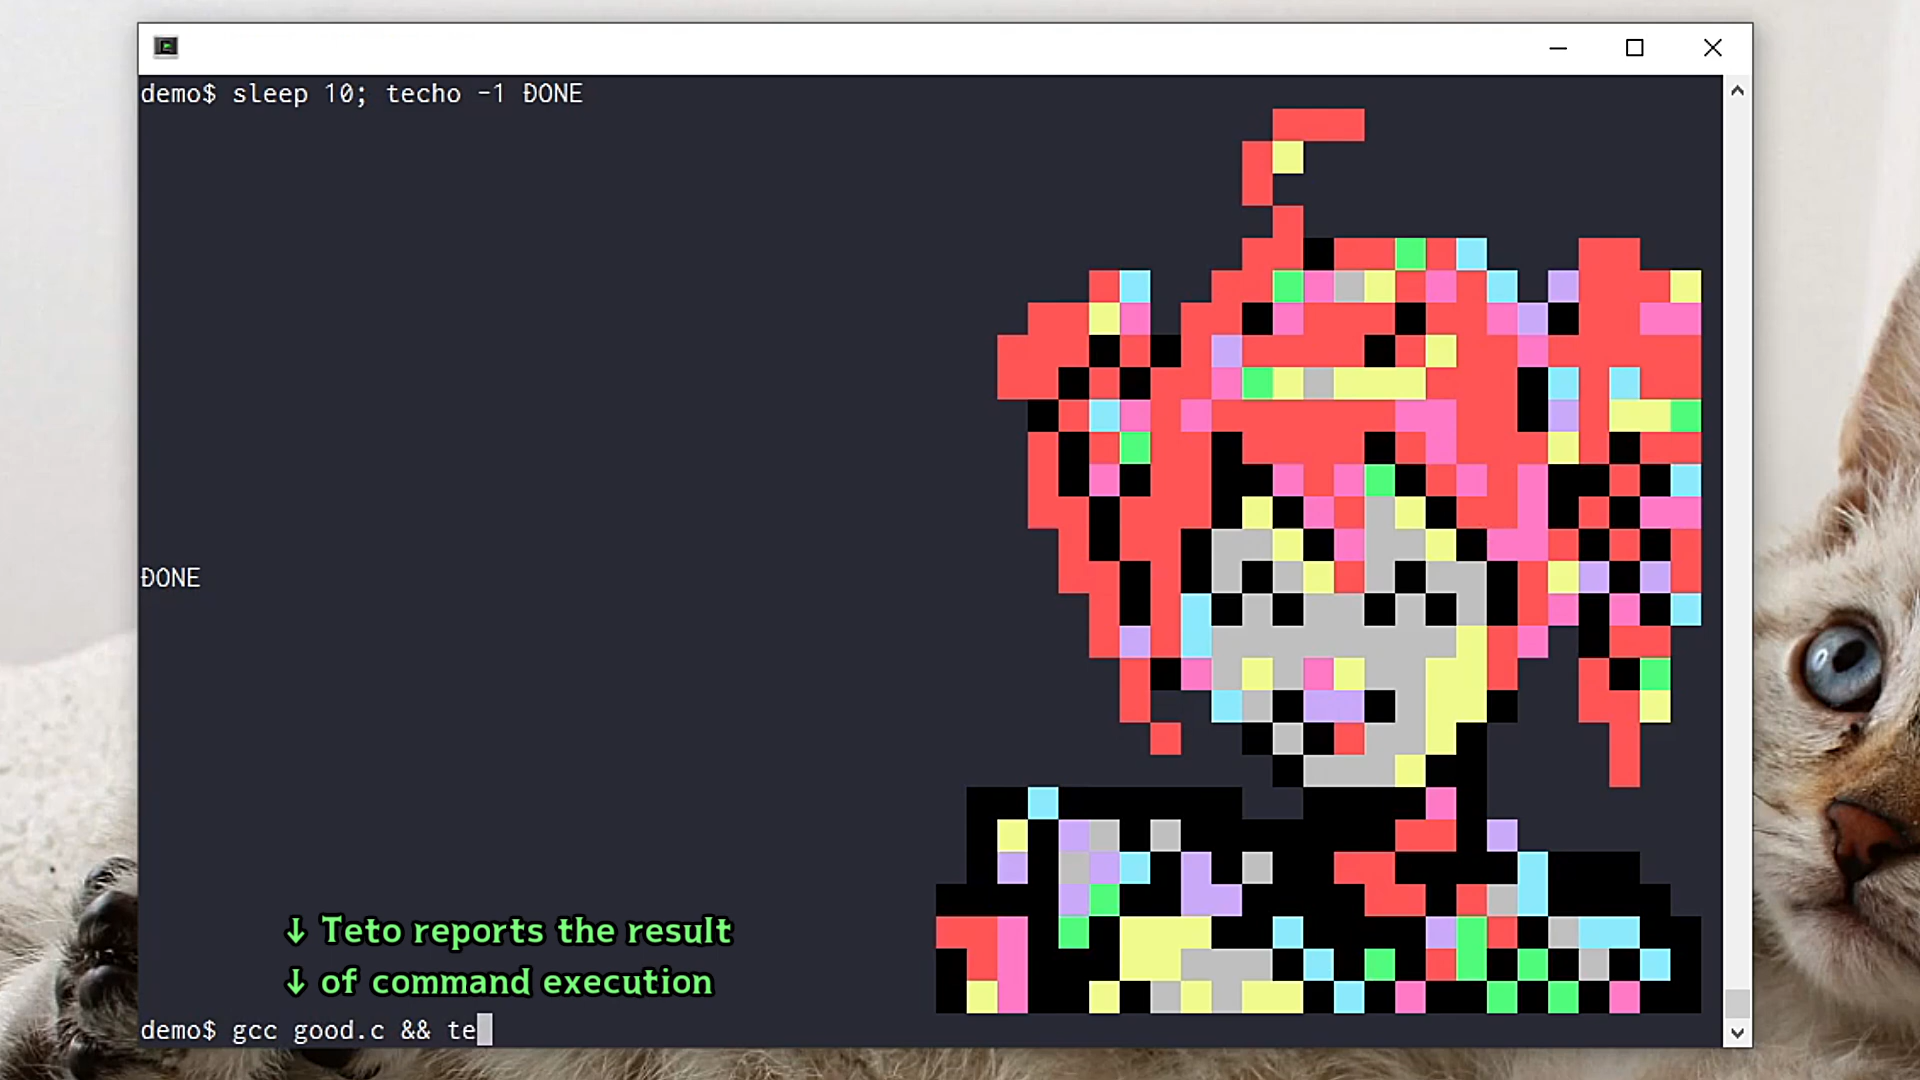 demo$ sleep 10; techo -1 ĐONE
ĐONE
↓ Teto reports the result
↓ of command execution
demo$ gcc good.c && te